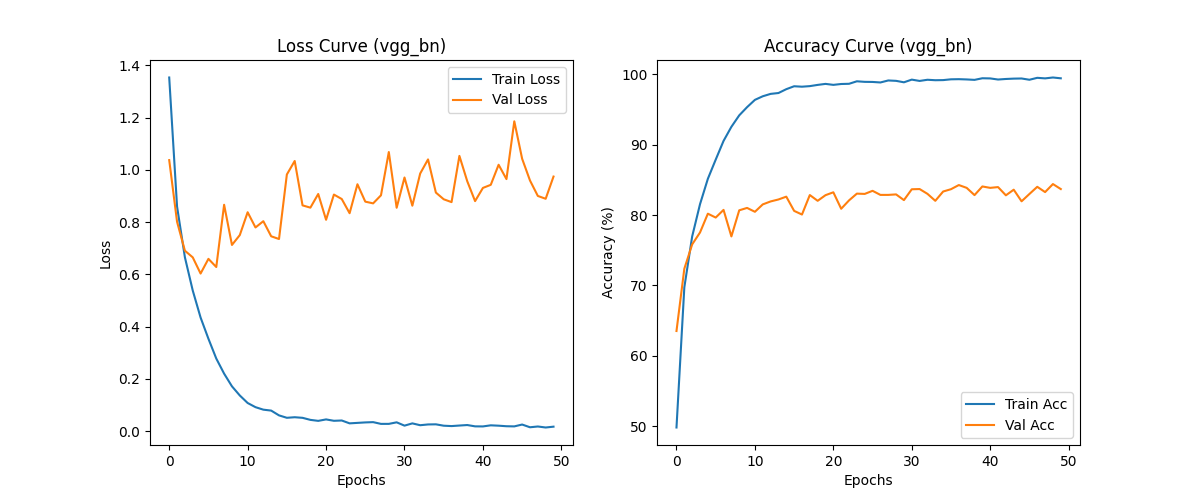 Loss Curve (vgg_bn)
Loss
1.4
1.2
1.0
0.8
0.6
0.4
0.2
0.0
0 10 20 30 40 50
Epochs
Train Loss
Val Loss
Accuracy Curve (vgg_bn)
Accuracy (%)
100
90
80
70
60
50
0 10 20 30 40 50
Epochs
Train Acc
Val Acc